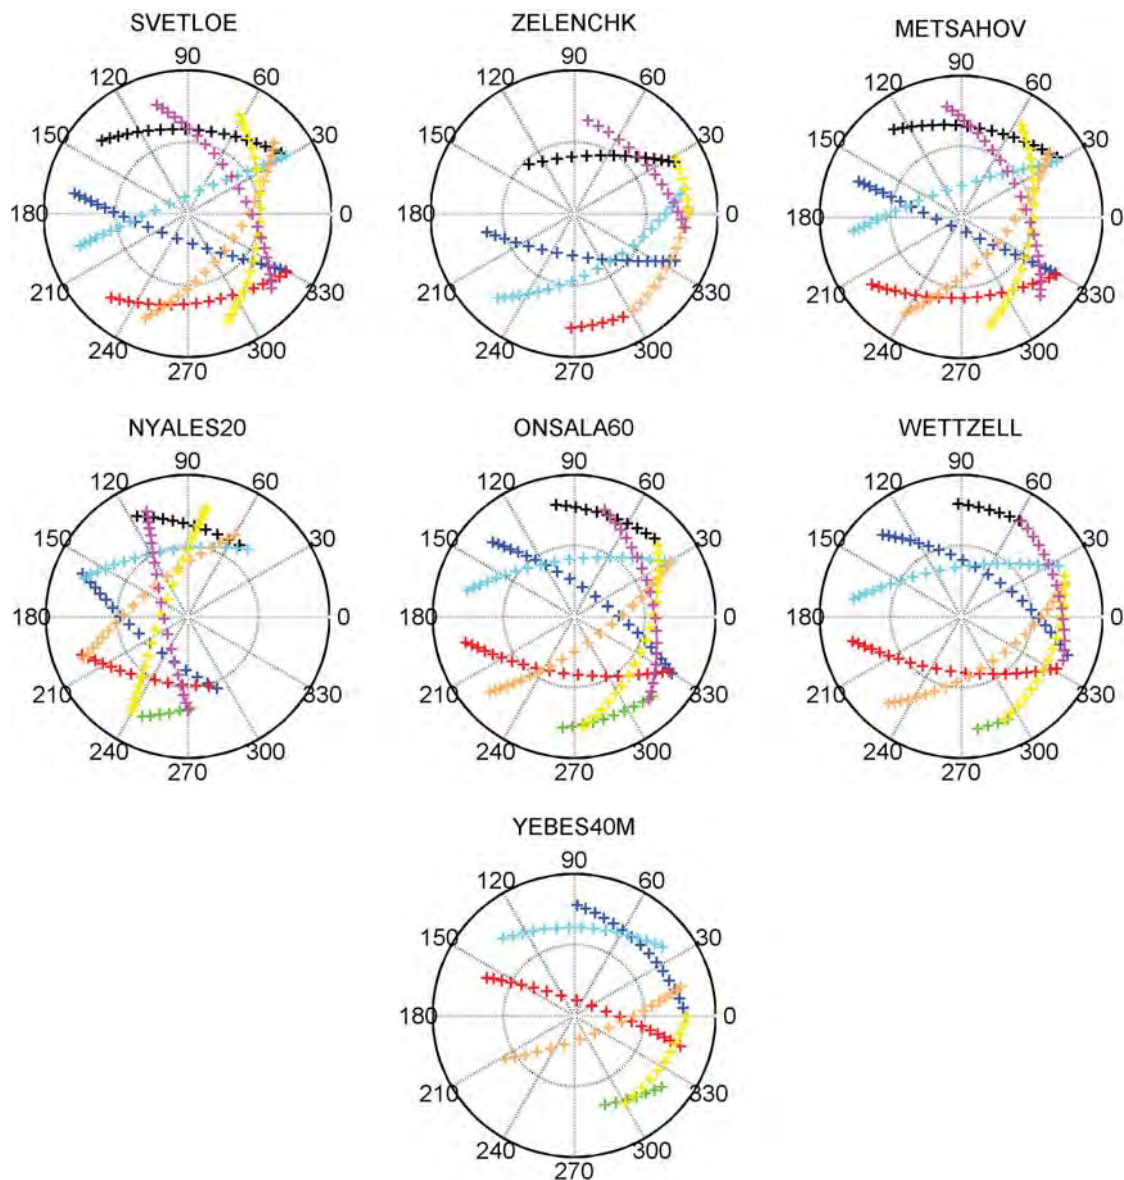 SVETLOE ZELENCHK METSAHOV
90 90 90
120 60 120 60 120 60
150 30 150 30 150 30
180 0 180 0 180 0
210 330 210 330 210 330
240 300 240 300 240 300
270 270 270
NYALES20 ONSALA60 WETTZELL
90 90 90
120 60 120 60 120 60
150 30 150 30 150 30
180 0 180 0 180 0
210 330 210 330 210 330
240 300 240 300 240 300
270 270 270
YEBES40M
90
120 60
150 30
180 0
210 330
240 300
270